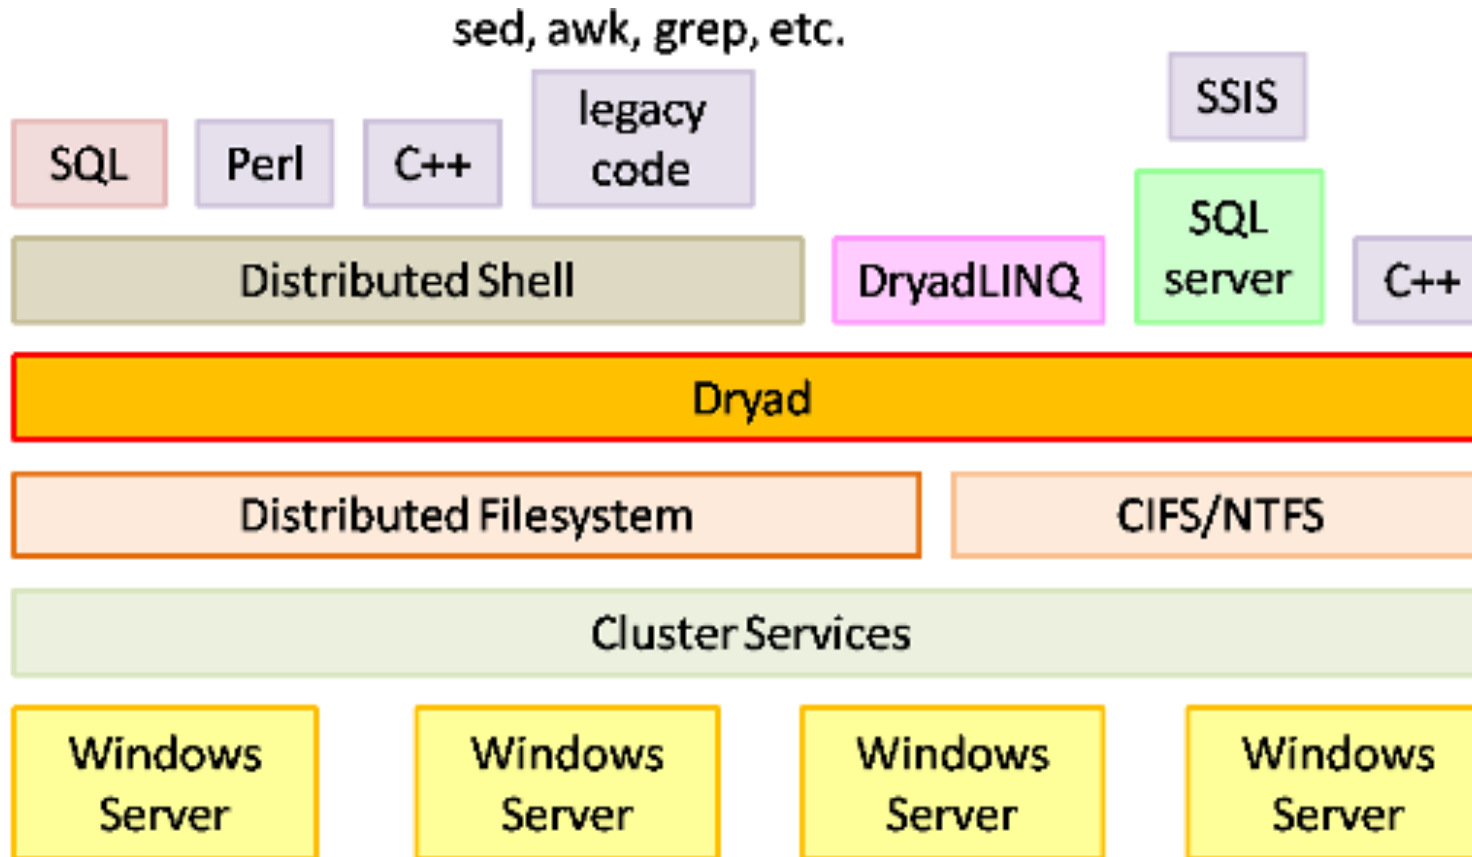 sed, awk, grep, etc.
SSIS
legacy
code
SQL
Perl
C++
SQL
server
Distributed Shell
DryadLINQ
C++
Dryad
Distributed Filesystem
CIFS/NTFS
Cluster Services
Windows
Server
Windows
Server
Windows
Server
Windows
Server